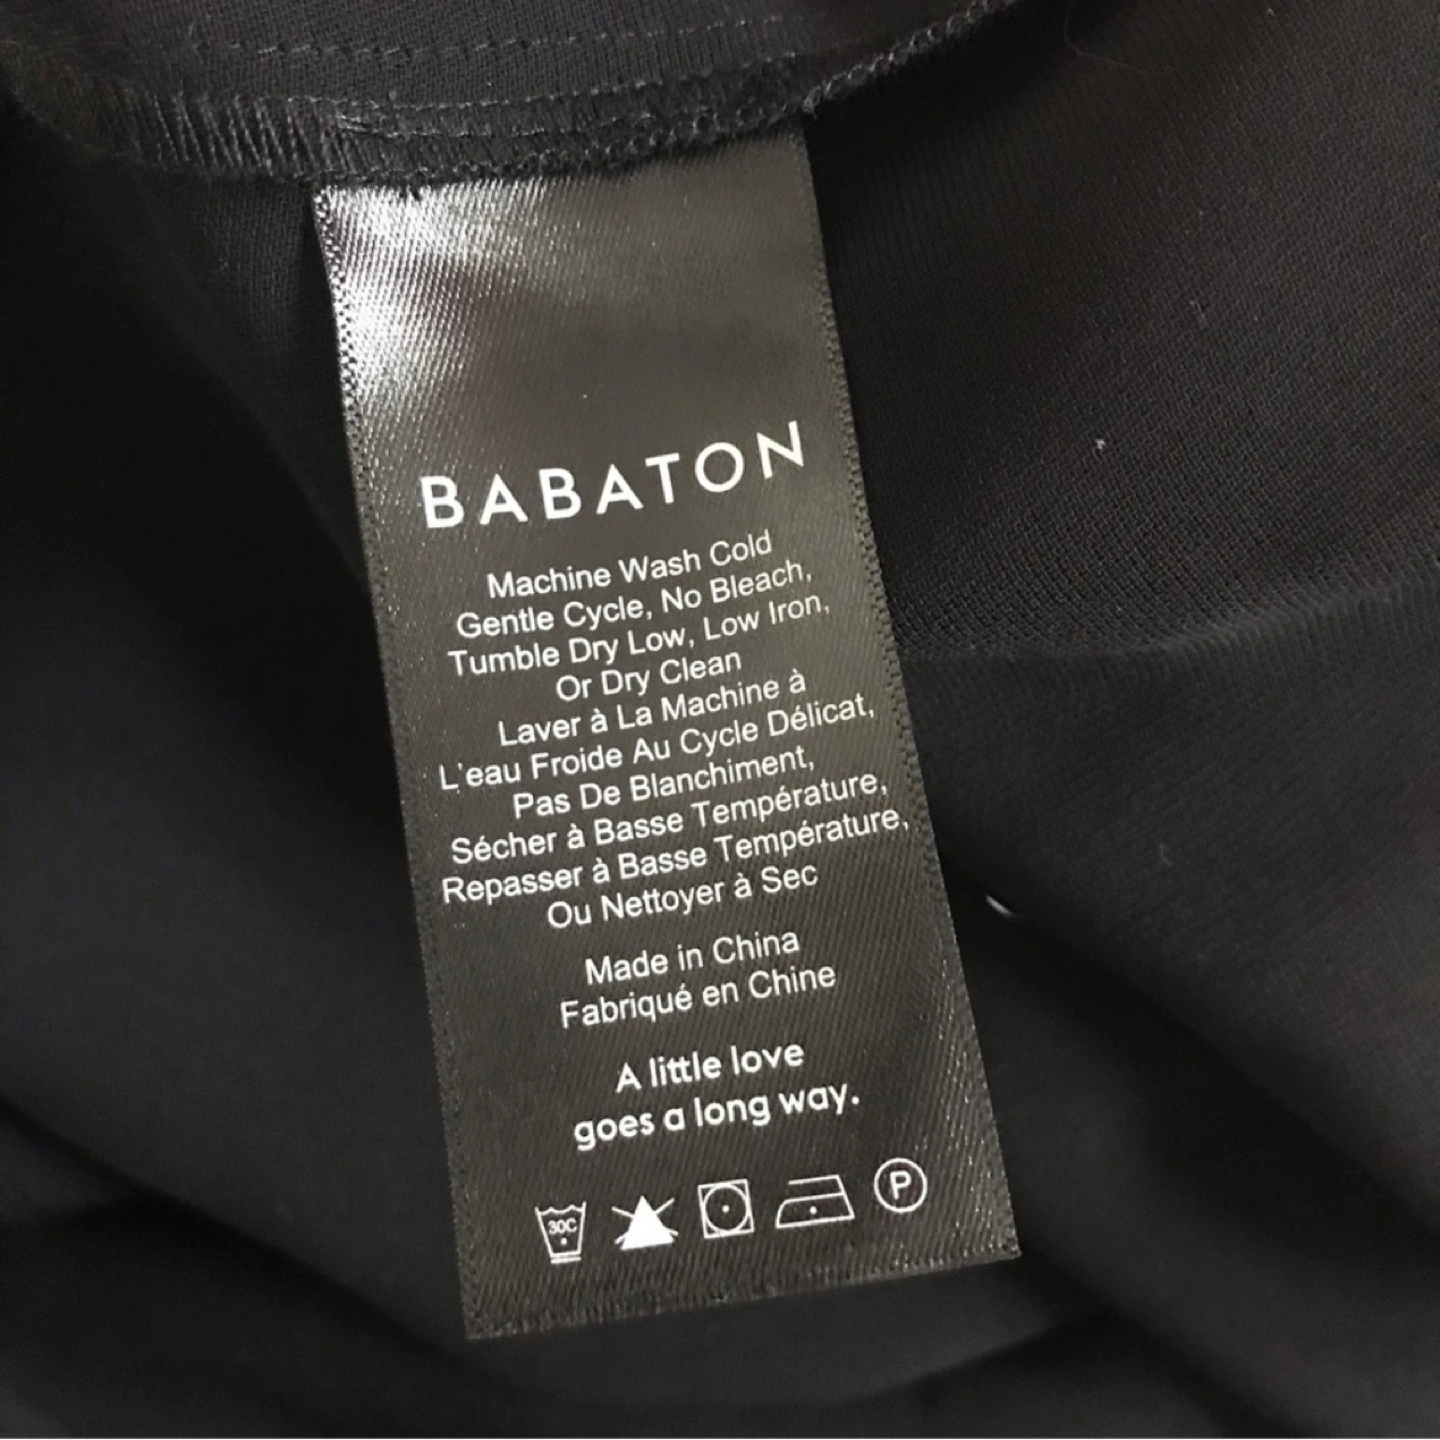 BABATON
Machine Wash Cold
Gentle Cycle, No Bleach,
Tumble Dry Low, Low Iron,
Or Dry Clean
Laver à La Machine à
L'eau Froide Au Cycle Délicat,
Pas De Blanchiment,
Sécher à Basse Température,
Repasser à Basse Température,
Ou Nettoyer à Sec
Made in China
Fabriqué en Chine
A little love
goes a long way.
30C P